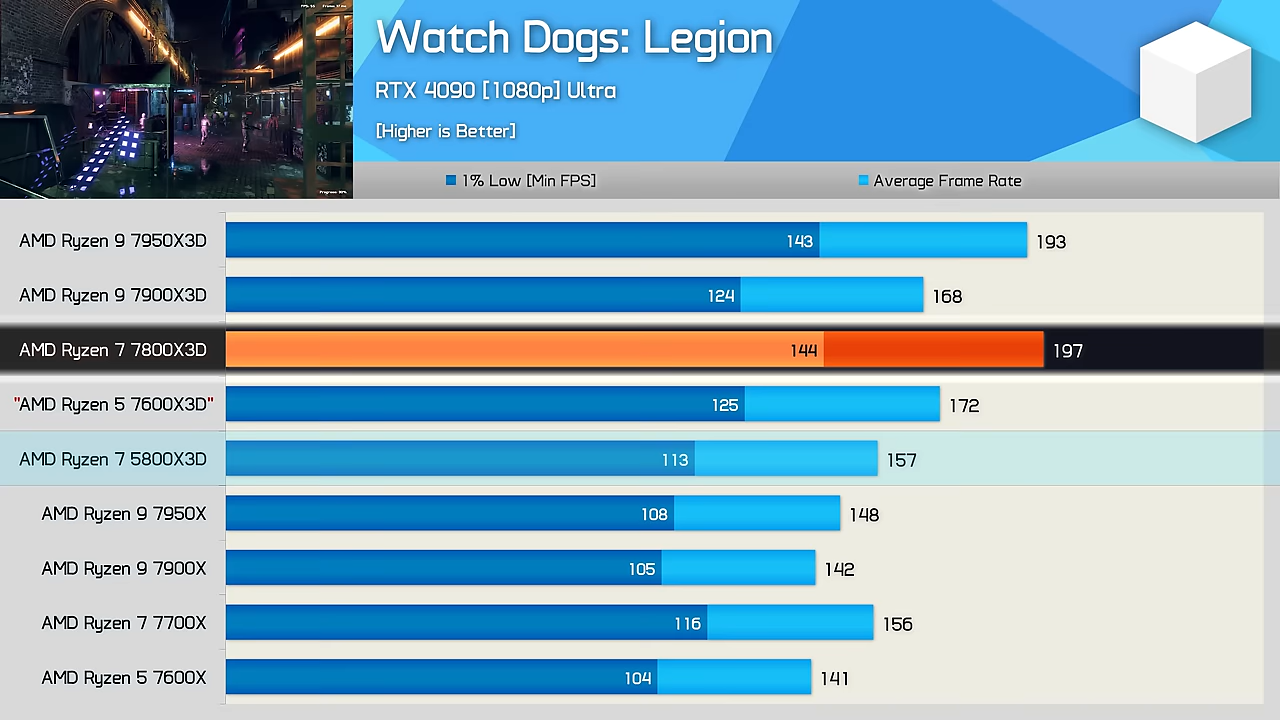 Watch Dogs: Legion
RTX 4090 [1080p] Ultra
[Higher is Better]
1% Low [Min FPS] Average Frame Rate
AMD Ryzen 9 7950X3D 143 193
AMD Ryzen 9 7900X3D 124 168
AMD Ryzen 7 7800X3D 144 197
"AMD Ryzen 5 7600X3D" 125 172
AMD Ryzen 7 5800X3D 113 157
AMD Ryzen 9 7950X 108 148
AMD Ryzen 9 7900X 105 142
AMD Ryzen 7 7700X 116 156
AMD Ryzen 5 7600X 104 141